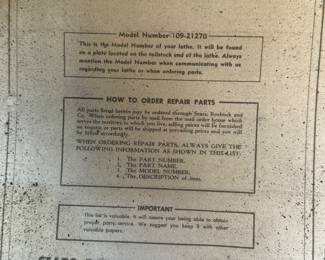 Model Number 109-21270
This is the Model Number of your lathe. It will be found
on a plate located on the tailstock end of the lathe. Always
mention the Model Number when communicating with us
regarding your lathe or when ordering parts.
HOW TO ORDER REPAIR PARTS
All parts listed herein may be ordered through Sears, Roebuck and
Co. When ordering parts by mail from the mail order house which
serves the territory in which you live, selling prices will be furnished
on request or parts will be shipped at prevailing prices and you will
be billed accordingly.
WHEN ORDERING REPAIR PARTS, ALWAYS GIVE THE
FOLLOWING INFORMATION AS SHOWN IN THIS LIST:
1. The PART NUMBER.
2. The PART NAME.
3. The MODEL NUMBER.
4. The DESCRIPTION of item.
IMPORTANT
This list is valuable. It will assure your being able to obtain
proper parts service. We suggest you keep it with other
valuable papers.
SEARS